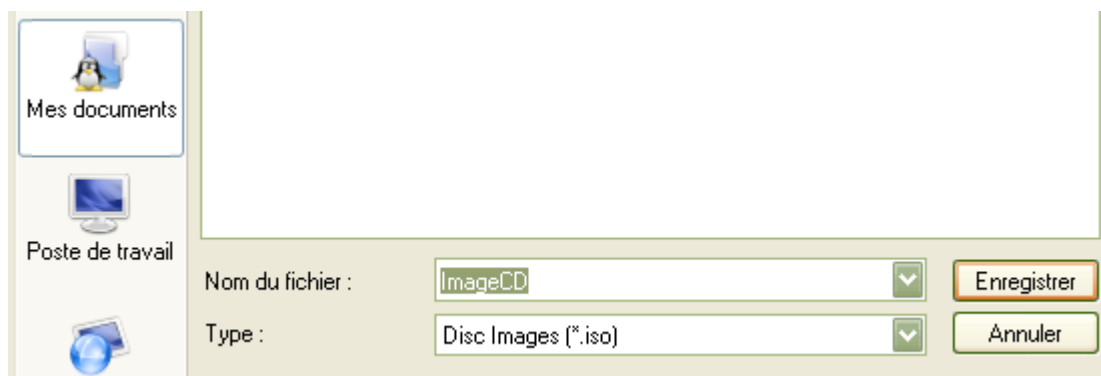 Mes documents
Poste de travail
Nom du fichier :
ImageCD
Enregistrer
Type :
Disc Images (*.iso)
Annuler